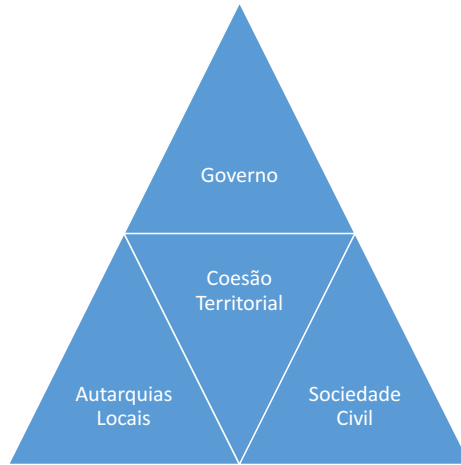 Governo
Coesão
Territorial
Autarquias
Locais
Sociedade
Civil